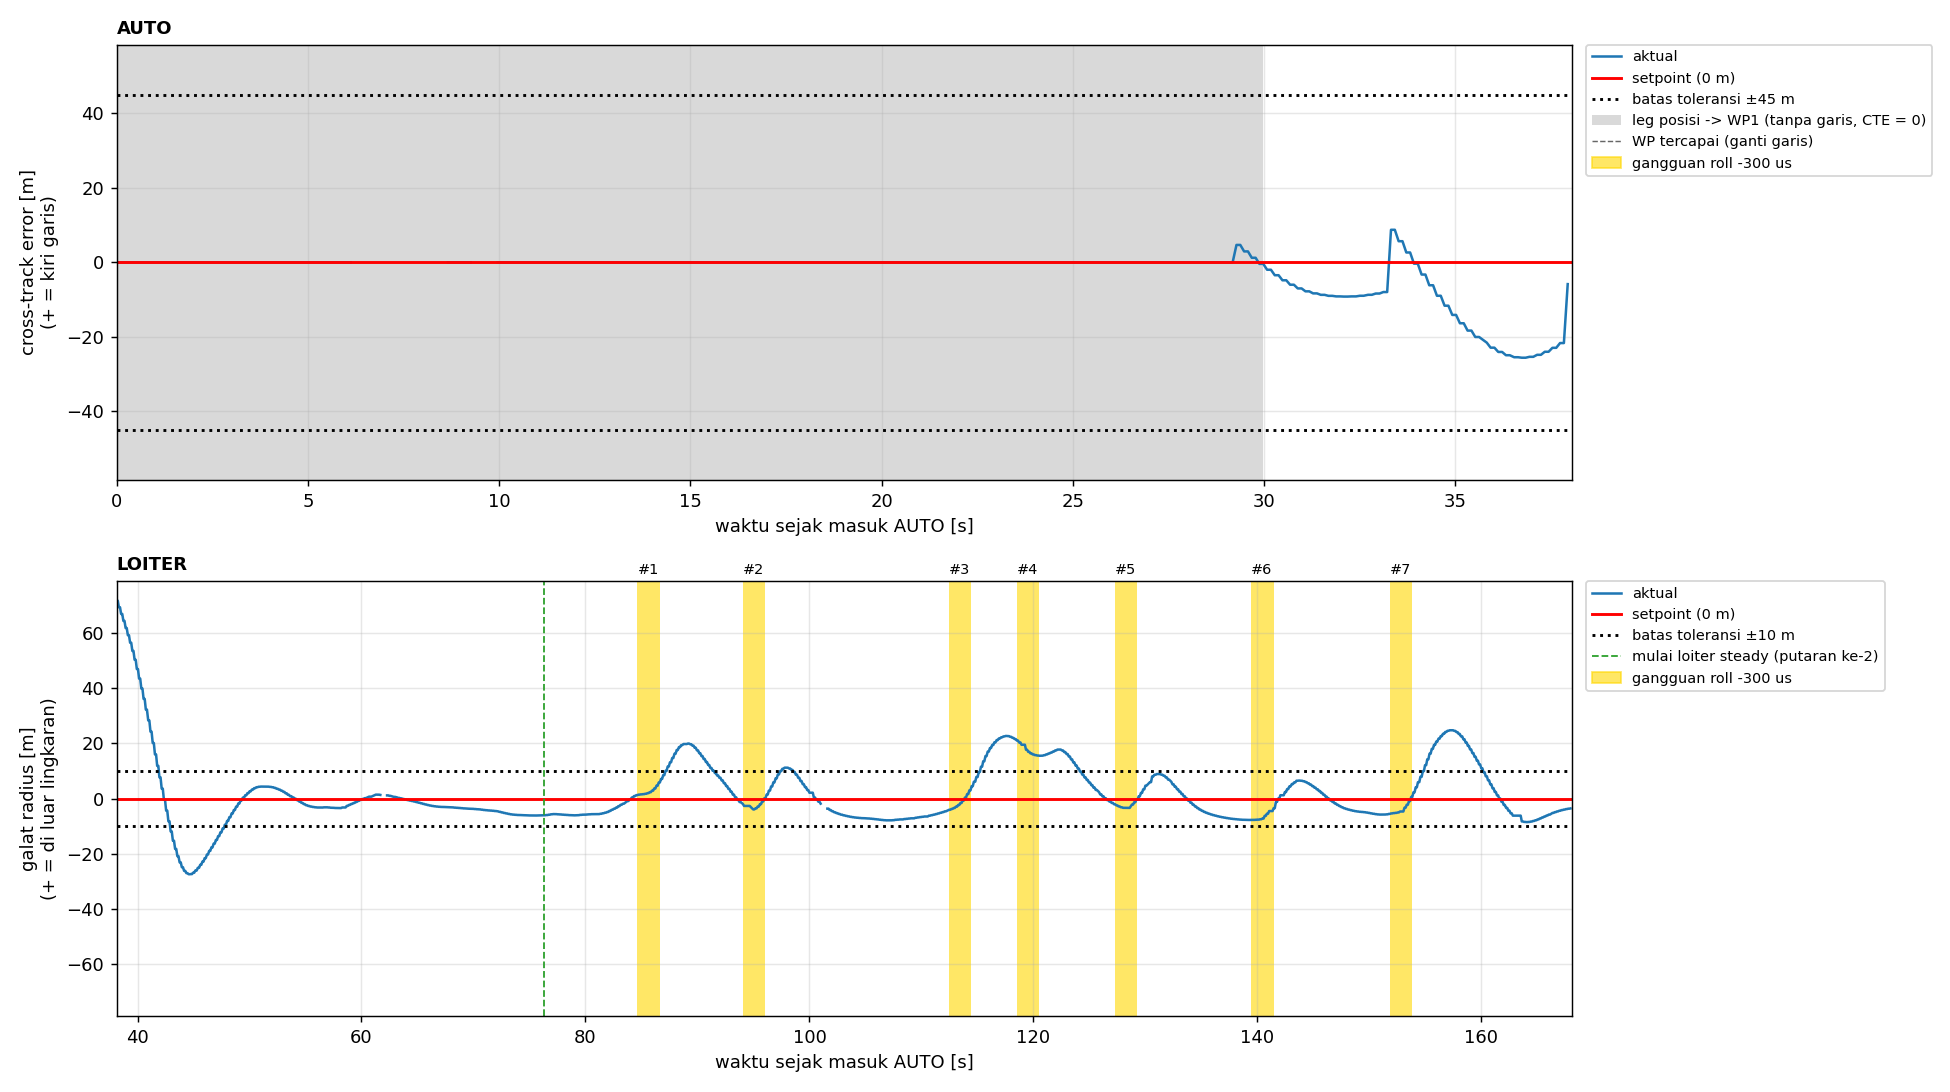 AUTO
40
20
0
−20
−40
cross-track error [m]
(+ = kiri garis)
0 5 10 15 20 25 30 35
waktu sejak masuk AUTO [s]
aktual
setpoint (0 m)
batas toleransi ±45 m
leg posisi -> WP1 (tanpa garis, CTE = 0)
WP tercapai (ganti garis)
gangguan roll -300 us
LOITER
#1 #2 #3 #4 #5 #6 #7
60
40
20
0
−20
−40
−60
galat radius [m]
(+ = di luar lingkaran)
40 60 80 100 120 140 160
waktu sejak masuk AUTO [s]
aktual
setpoint (0 m)
batas toleransi ±10 m
mulai loiter steady (putaran ke-2)
gangguan roll -300 us